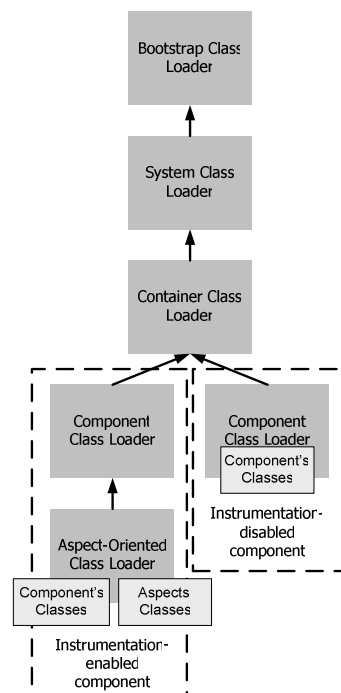 Bootstrap Class
Loader
System Class
Loader
Container Class
Loader
Component
Class Loader
Component
Class Loader
Component's
Classes
Instrumentation-
disabled
component
Aspect-Oriented
Class Loader
Component's
Classes
Aspects
Classes
Instrumentation-
enabled
component